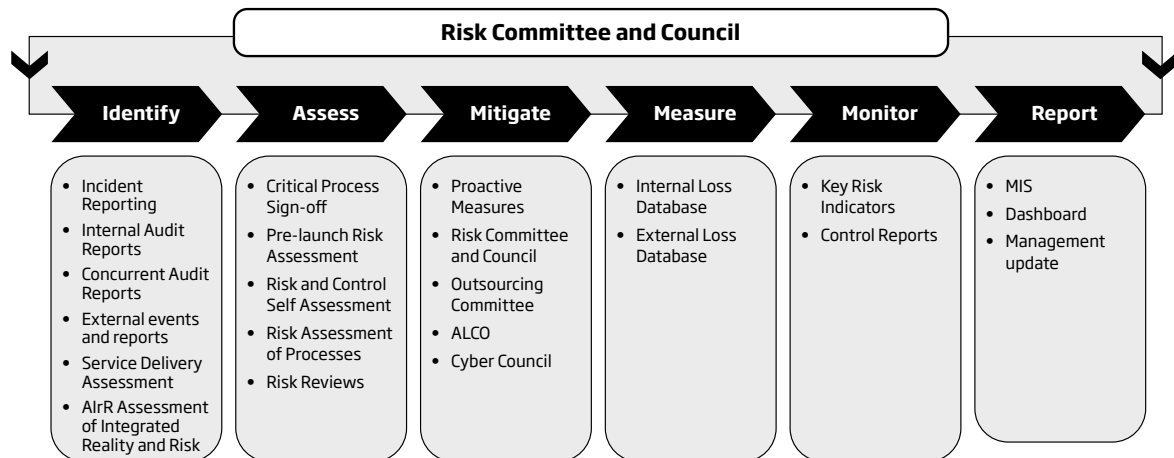 Risk Committee and Council
Identify
Assess
Mitigate
Measure
Monitor
Report
• Incident
Reporting
• Internal Audit
Reports
• Concurrent Audit
Reports
• External events
and reports
• Service Delivery
Assessment
• AIrR Assessment
of Integrated
Reality and Risk
• Critical Process
Sign-off
• Pre-launch Risk
Assessment
• Risk and Control
Self Assessment
• Risk Assessment
of Processes
• Risk Reviews
• Proactive
Measures
• Risk Committee
and Council
• Outsourcing
Committee
• ALCO
• Cyber Council
• Internal Loss
Database
• External Loss
Database
• Key Risk
Indicators
• Control Reports
• MIS
• Dashboard
• Management
update